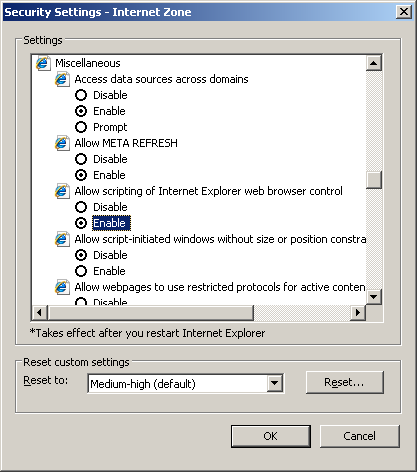 Security Settings - Internet Zone
Settings
Miscellaneous
Access data sources across domains
Disable
Enable
Prompt
Allow META REFRESH
Disable
Enable
Allow scripting of Internet Explorer web browser control
Disable
Enable
Allow script-initiated windows without size or position constra
Disable
Enable
Allow webpages to use restricted protocols for active conten
Disable
*Takes effect after you restart Internet Explorer
Reset custom settings
Reset to: Medium-high (default) Reset...
OK Cancel